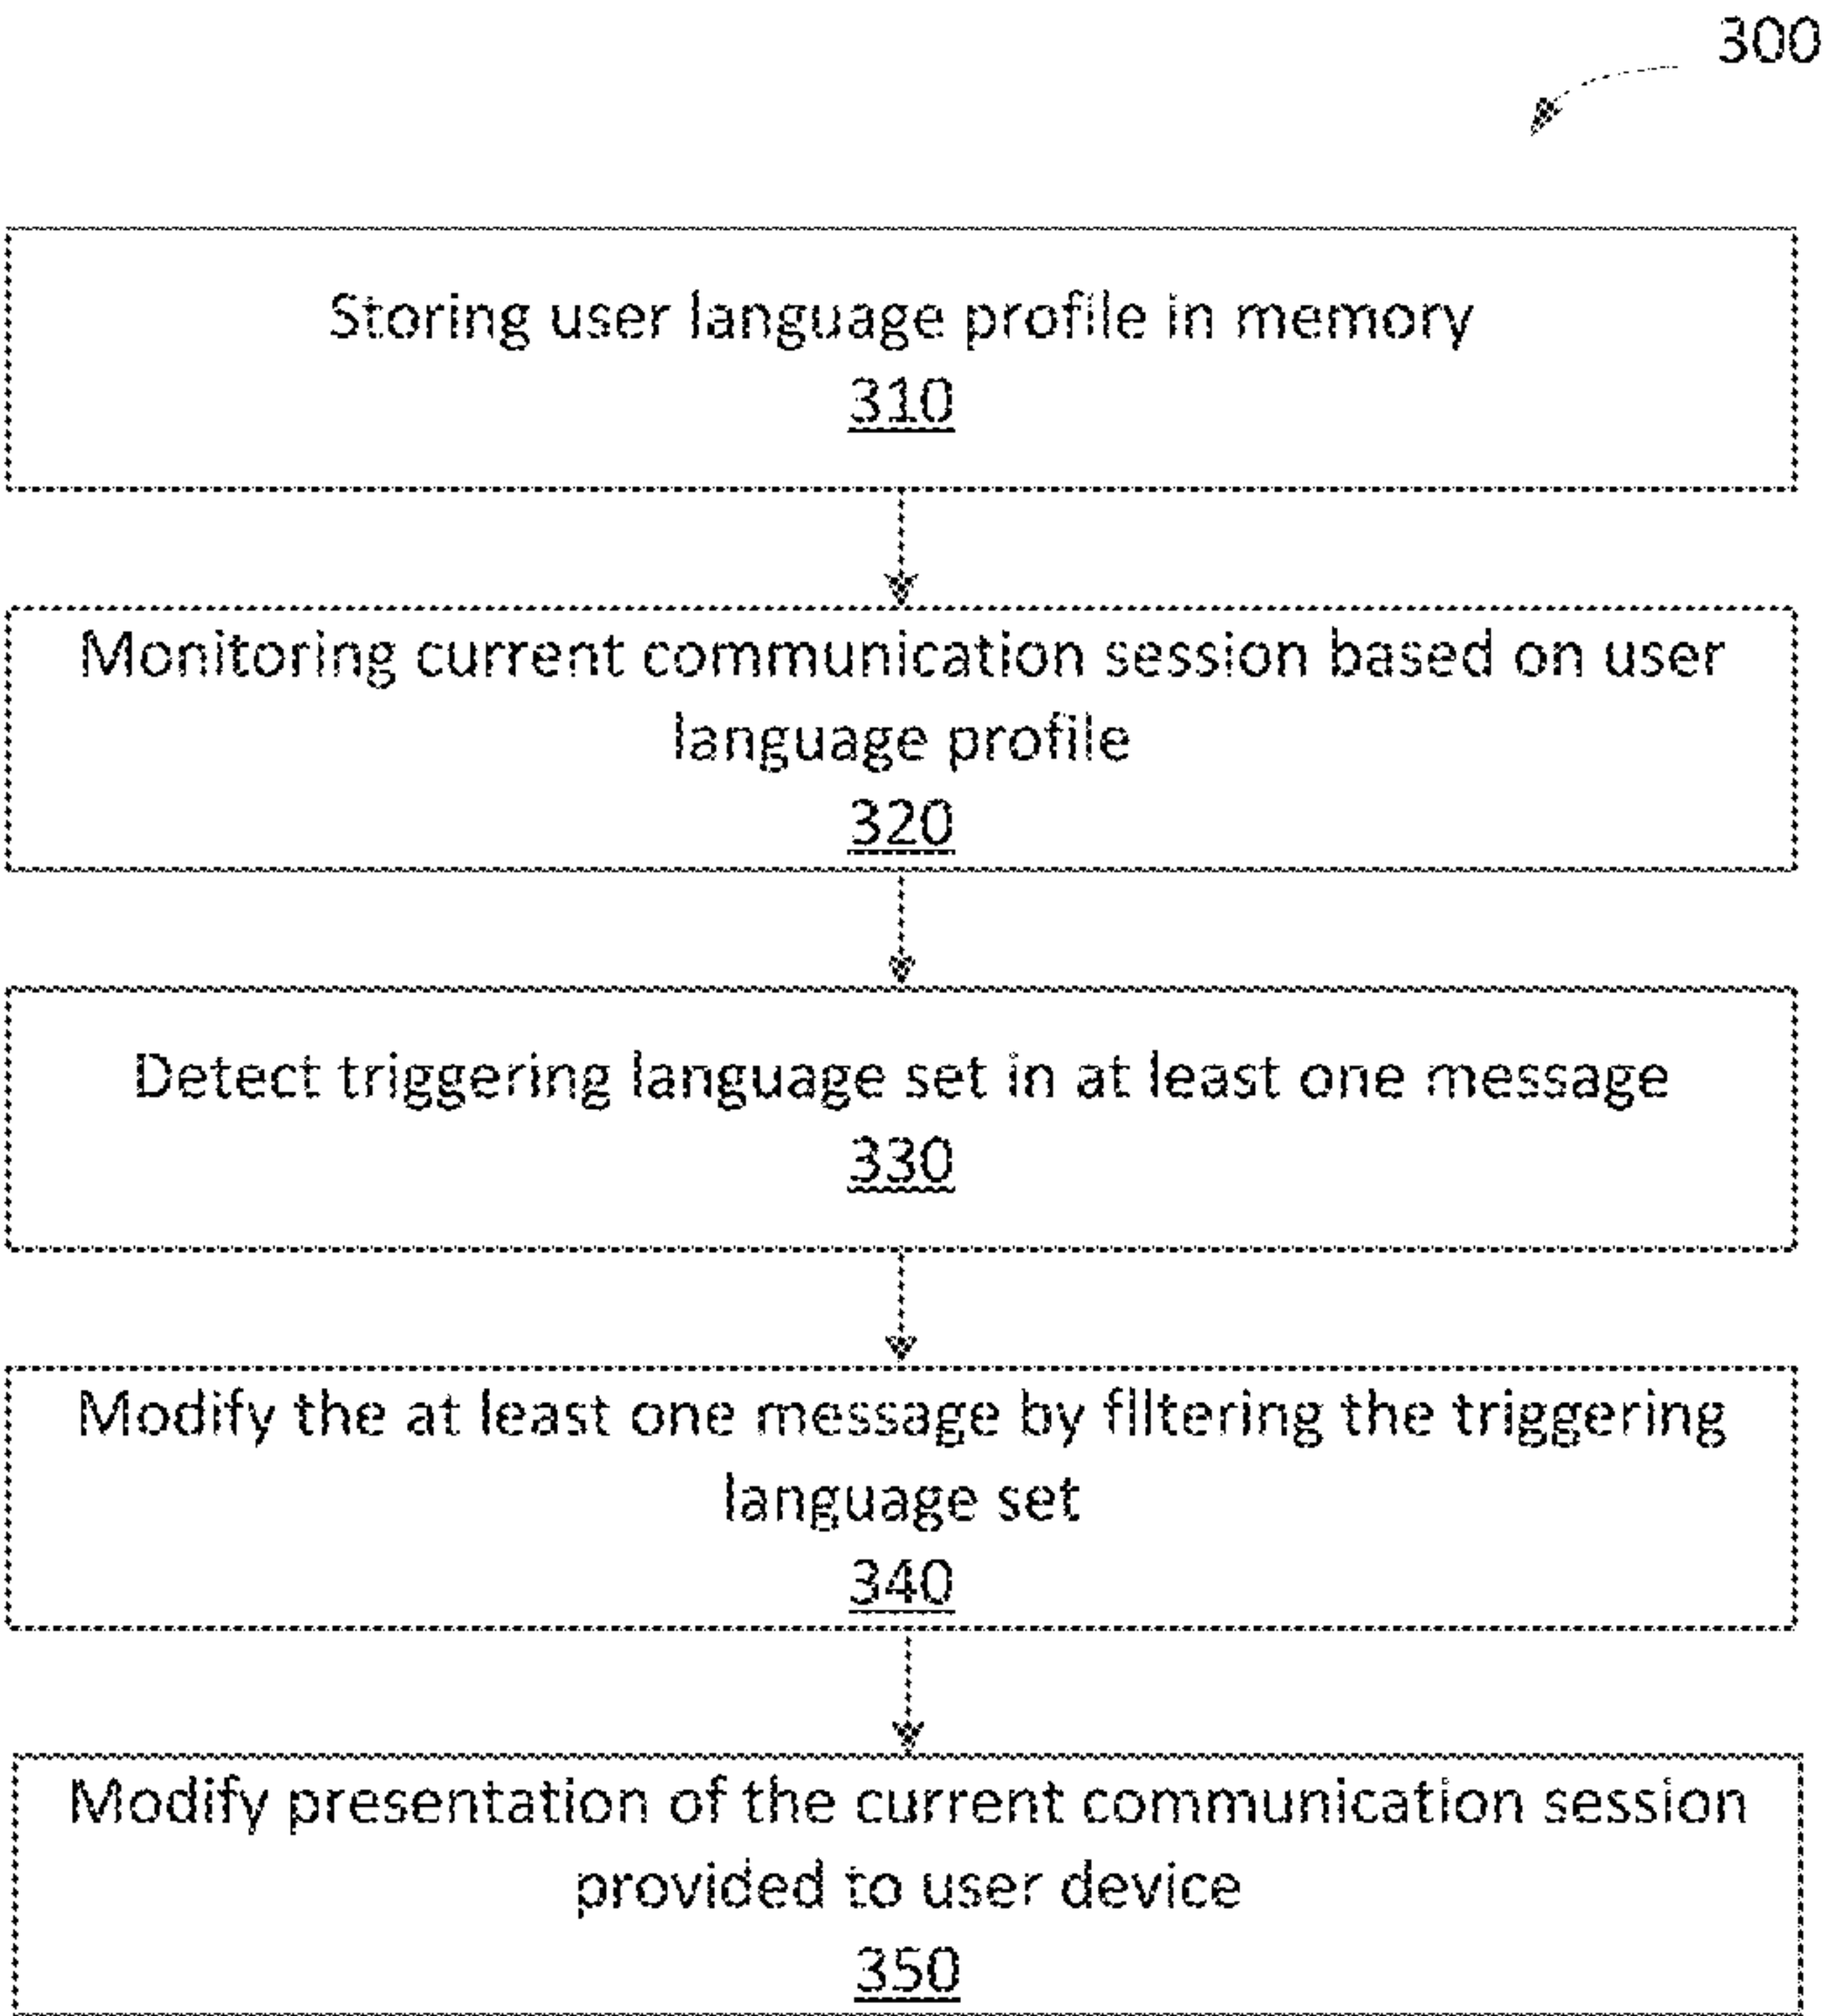 300
Storing user language profile in memory
310
Monitoring current communication session based on user
language profile
320
Detect triggering language set in at least one message
330
Modify the at least one message by filtering the triggering
language set
340
Modify presentation of the current communication session
provided to user device
350